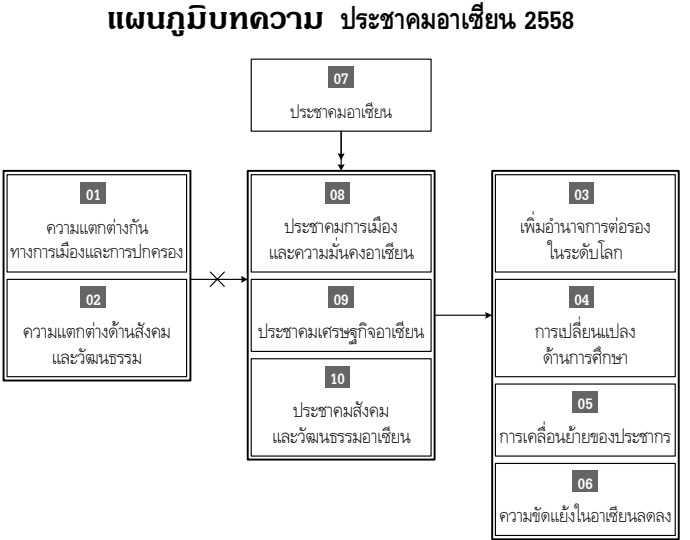 แผนภูมิบทความ ประชาคมอาเซียน 2558
07
ประชาคมอาเซียน
01
ความแตกต่างกัน
ทางการเมืองและการปกครอง
02
ความแตกต่างด้านสังคม
และวัฒนธรรม
08
ประชาคมการเมือง
และความมั่นคงอาเซียน
09
ประชาคมเศรษฐกิจอาเซียน
10
ประชาคมสังคม
และวัฒนธรรมอาเซียน
03
เพิ่มอำนาจการต่อรอง
ในระดับโลก
04
การเปลี่ยนแปลง
ด้านการศึกษา
05
การเคลื่อนย้ายของประชากร
06
ความขัดแย้งในอาเซียนลดลง